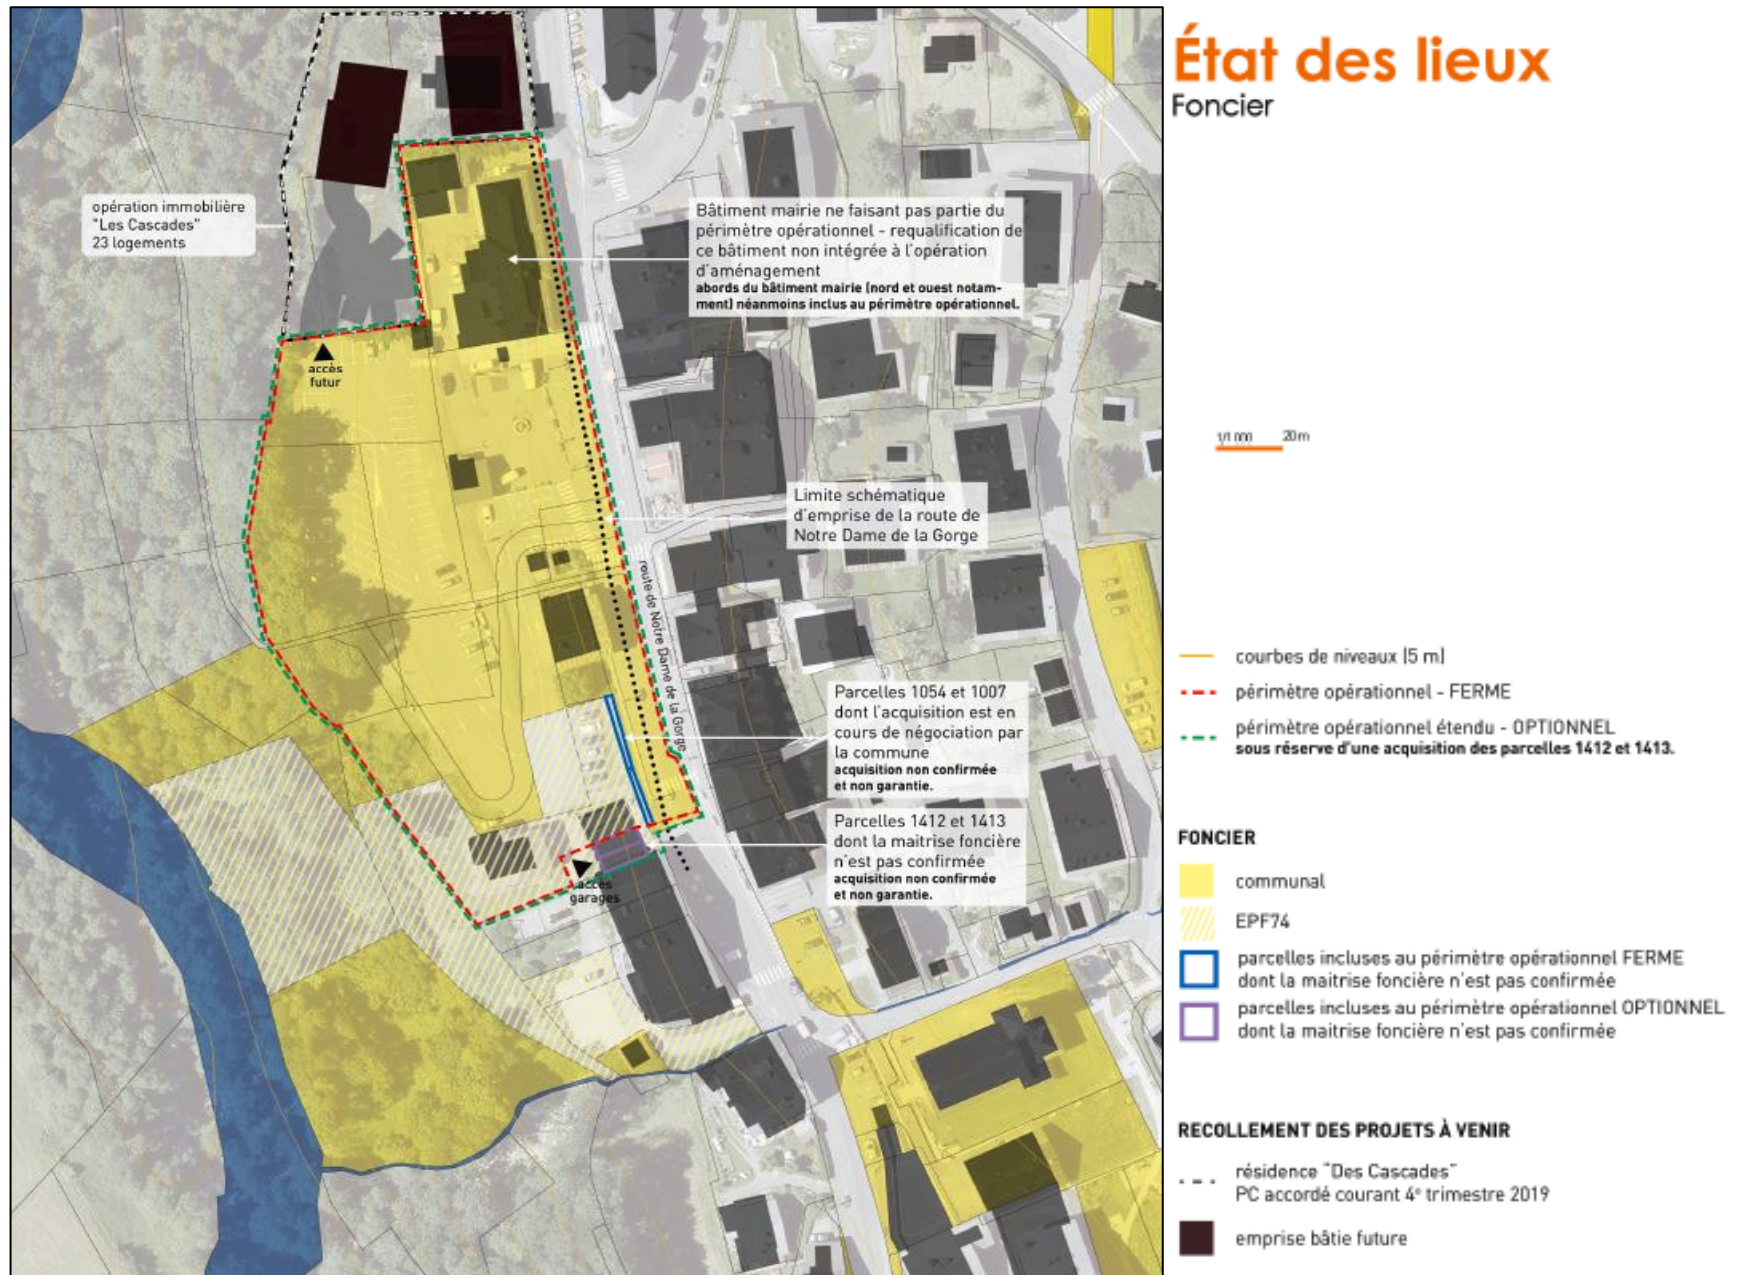 État des lieux
Foncier
opération immobilière
"Les Cascades"
23 logements
Bâtiment mairie ne faisant pas partie du
périmètre opérationnel - requalification de
ce bâtiment non intégrée à l'opération
d'aménagement
abords du bâtiment mairie (nord et ouest notam-
ment) néanmoins inclus au périmètre opérationnel.
accès
futur
1/1 000 20m
Limite schématique
d'emprise de la route de
Notre Dame de la Gorge
route de Notre Dame de la Gorge
Parcelles 1054 et 1007
dont l'acquisition est en
cours de négociation par
la commune
acquisition non confirmée
et non garantie.
Parcelles 1412 et 1413
dont la maitrise foncière
n'est pas confirmée
acquisition non confirmée
et non garantie.
accès
garages
courbes de niveaux (5 m)
périmètre opérationnel - FERME
périmètre opérationnel étendu - OPTIONNEL
sous réserve d'une acquisition des parcelles 1412 et 1413.
FONCIER
communal
EPF74
parcelles incluses au périmètre opérationnel FERME
dont la maitrise foncière n'est pas confirmée
parcelles incluses au périmètre opérationnel OPTIONNEL
dont la maitrise foncière n'est pas confirmée
RECOLLEMENT DES PROJETS À VENIR
résidence "Des Cascades"
PC accordé courant 4e trimestre 2019
emprise bâtie future